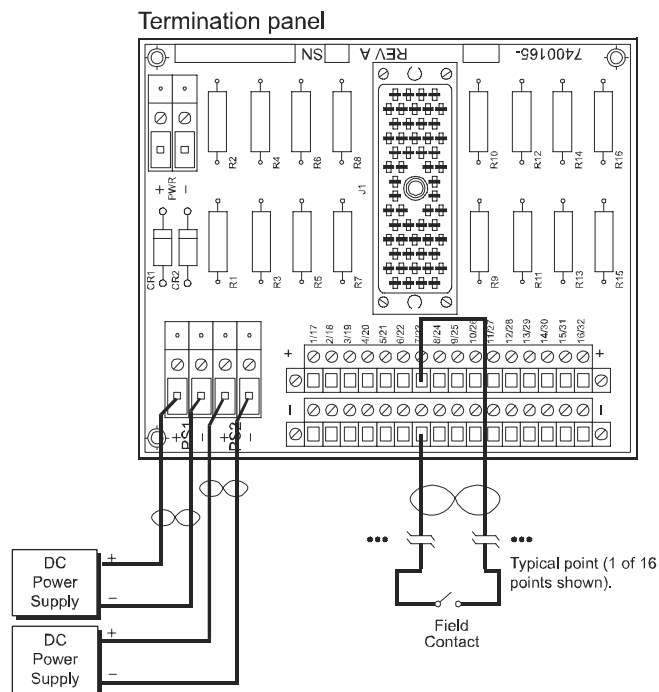 Termination panel
7400165-
REV A
SN
R2
R4
R6
R8
J1
R10
R12
R14
R16
+
PWR
−
CR1
CR2
R1
R3
R5
R7
R9
R11
R13
R15
1/17
2/18
3/19
4/20
5/21
6/22
7/23
8/24
9/25
10/26
11/27
12/28
13/29
14/30
15/31
16/32
+
+
−
−
+
PS1
−
+
PS2
−
DC
Power
Supply
+
−
DC
Power
Supply
+
−
•••
•••
Typical point (1 of 16
points shown).
Field
Contact